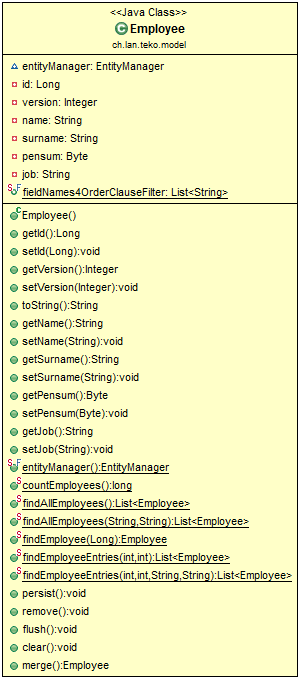 <<Java Class>>
C Employee
ch.lan.teko.model
entityManager: EntityManager
id: Long
version: Integer
name: String
surname: String
pensum: Byte
job: String
S F fieldNames4OrderClauseFilter: List<String>
C Employee()
getId():Long
setId(Long):void
getVersion():Integer
setVersion(Integer):void
toString():String
getName():String
setName(String):void
getSurname():String
setSurname(String):void
getPensum():Byte
setPensum(Byte):void
getJob():String
setJob(String):void
S F entityManager():EntityManager
S countEmployees():long
S findAllEmployees():List<Employee>
S findAllEmployees(String,String):List<Employee>
S findEmployee(Long):Employee
S findEmployeeEntries(int,int):List<Employee>
S findEmployeeEntries(int,int,String,String):List<Employee>
persist():void
remove():void
flush():void
clear():void
merge():Employee